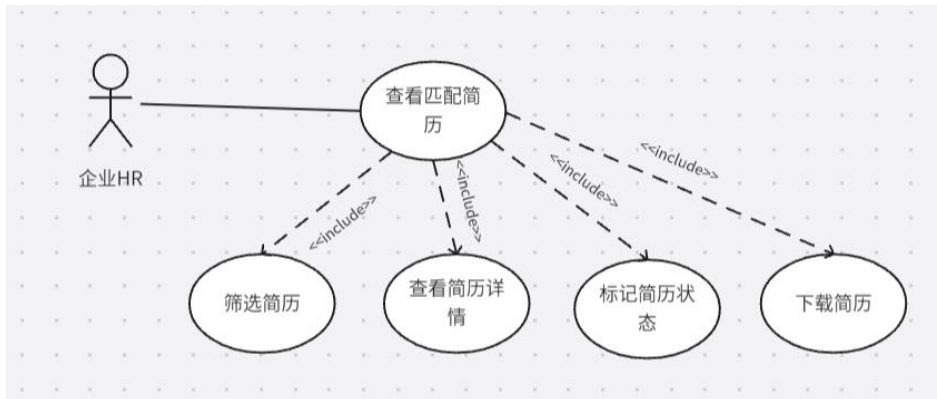 查看匹配简
历
企业HR
<<include>>
<<include>>
<<include>>
<<include>>
筛选简历
查看简历详
情
标记简历状
态
下载简历